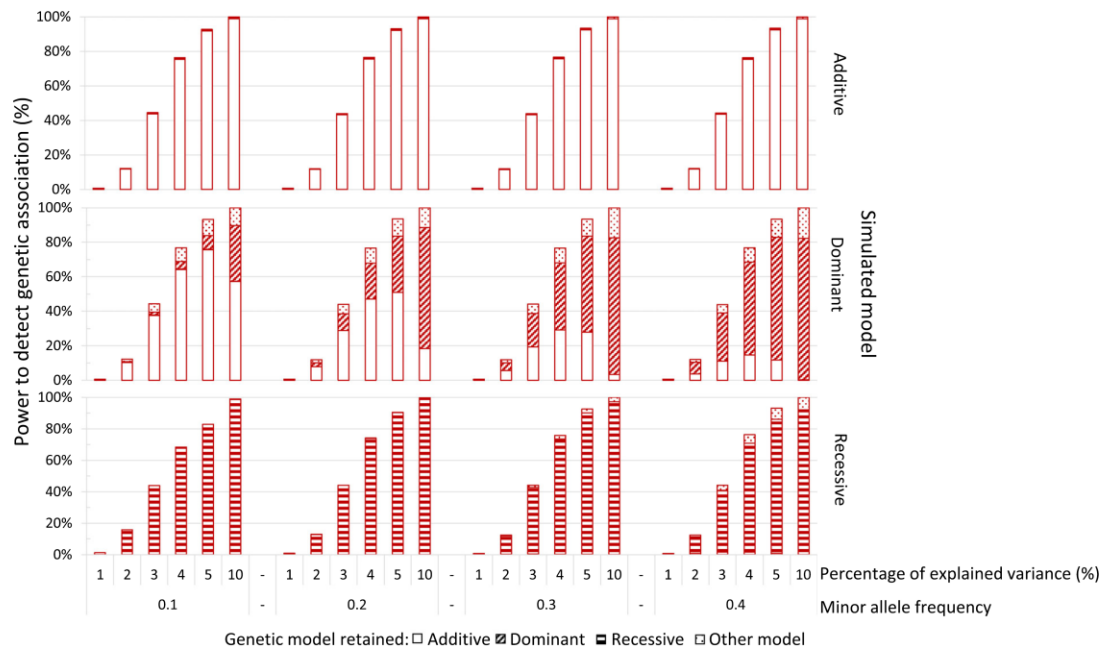 Power to detect genetic association (%)
100%
80%
60%
40%
20%
0%
Additive
100%
80%
60%
40%
20%
0%
Dominant
Simulated model
100%
80%
60%
40%
20%
0%
Recessive
1 2 3 4 5 10 - 1 2 3 4 5 10 - 1 2 3 4 5 10 - 1 2 3 4 5 10 Percentage of explained variance (%)
0.1 - 0.2 - 0.3 - 0.4 Minor allele frequency
Genetic model retained: Additive Dominant Recessive Other model